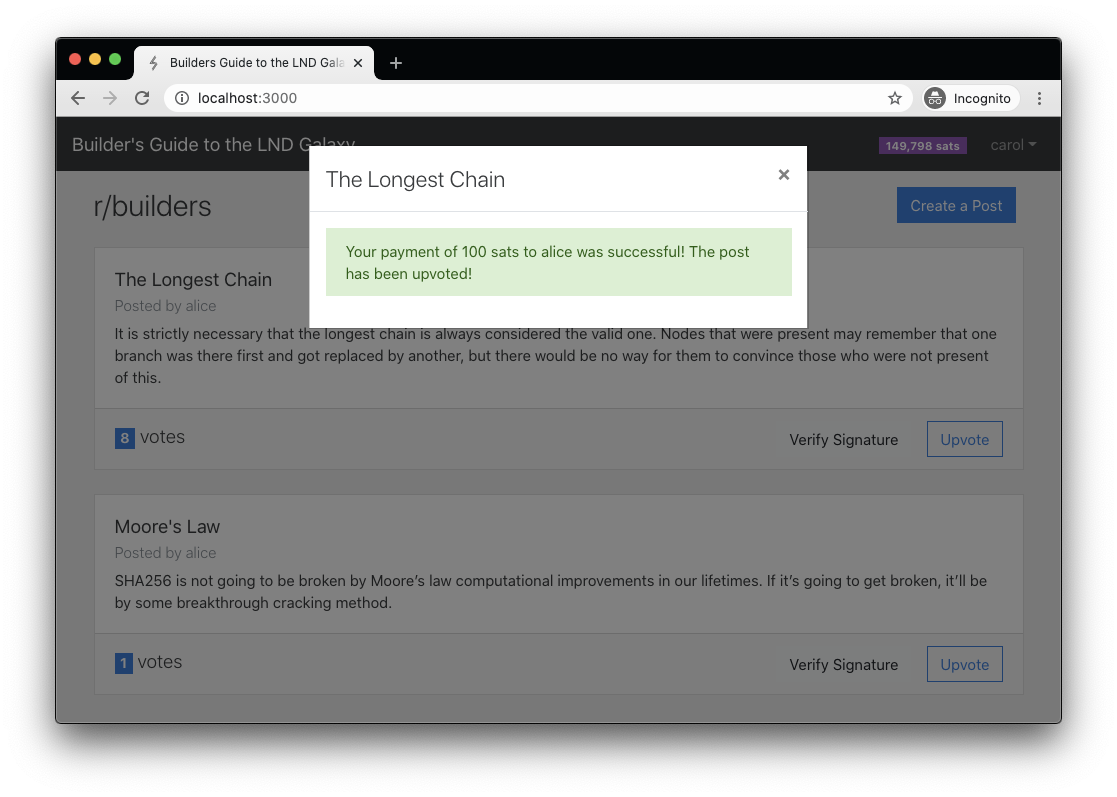 Builders Guide to the LND Gala
localhost:3000
Incognito
Builder's Guide to the LND Galaxy
149,798 sats
carol
The Longest Chain
×
Your payment of 100 sats to alice was successful! The post
has been upvoted!
r/builders
Create a Post
The Longest Chain
Posted by alice
It is strictly necessary that the longest chain is always considered the valid one. Nodes that were present may remember that one
branch was there first and got replaced by another, but there would be no way for them to convince those who were not present
of this.
8 votes
Verify Signature
Upvote
Moore's Law
Posted by alice
SHA256 is not going to be broken by Moore’s law computational improvements in our lifetimes. If it’s going to get broken, it’ll be
by some breakthrough cracking method.
1 votes
Verify Signature
Upvote